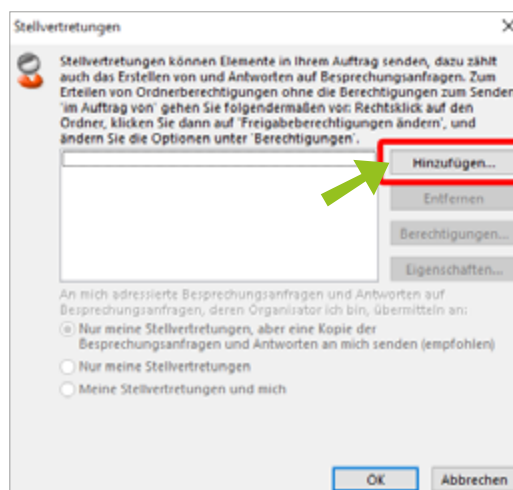 Stellvertretungen
Stellvertretungen können Elemente in Ihrem Auftrag senden, dazu zählt
auch das Erstellen von und Antworten auf Besprechungsanfragen. Zum
Erteilen von Ordnerberechtigungen ohne die Berechtigungen zum Senden
'im Auftrag von' gehen Sie folgendermaßen vor: Rechtsklick auf den
Ordner, klicken Sie dann auf 'Freigabeberechtigungen ändern', und
ändern Sie die Optionen unter 'Berechtigungen'.
Hinzufügen...
Entfernen
Berechtigungen...
Eigenschaften...
An mich adressierte Besprechungsanfragen und Antworten auf
Besprechungsanfragen, deren Organisator ich bin, übermitteln an:
Nur meine Stellvertretungen, aber eine Kopie der
Besprechungsanfragen und Antworten an mich senden (empfohlen)
Nur meine Stellvertretungen
Meine Stellvertretungen und mich
OK
Abbrechen